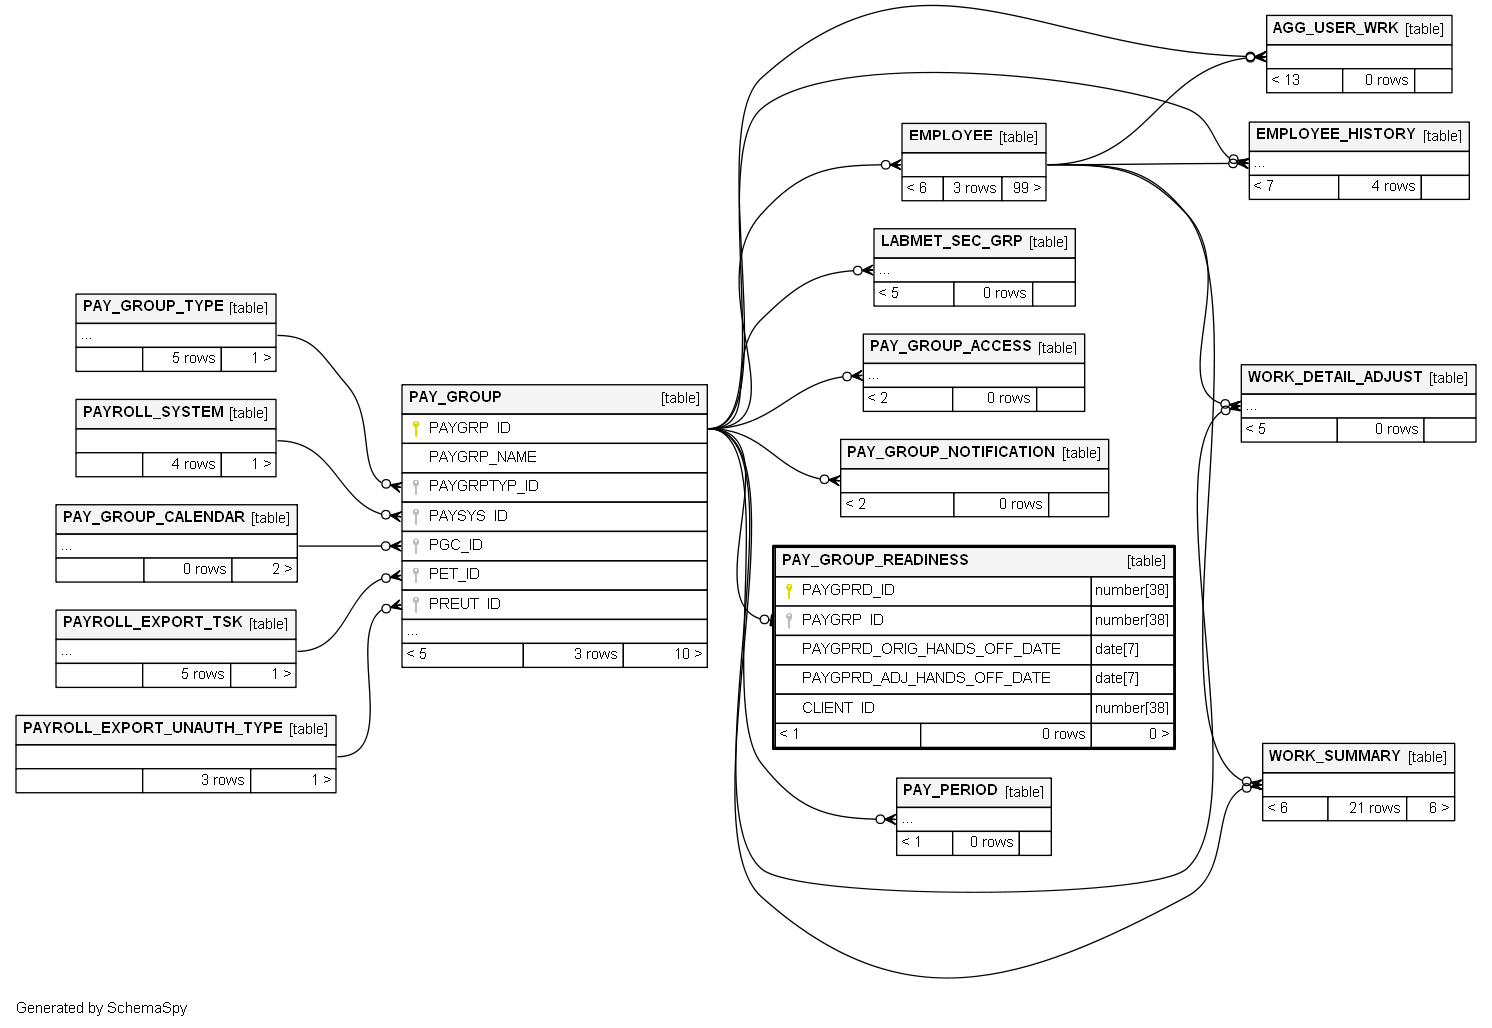 AGG_USER_WRK [table]
< 13 0 rows
EMPLOYEE [table]
< 6 3 rows 99 >
EMPLOYEE_HISTORY [table]
...
< 7 4 rows
LABMET_SEC_GRP [table]
...
< 5 0 rows
PAY_GROUP_TYPE [table]
...
5 rows 1 >
PAY_GROUP_ACCESS [table]
...
< 2 0 rows
WORK_DETAIL_ADJUST [table]
...
< 5 0 rows
PAYROLL_SYSTEM [table]
4 rows 1 >
PAY_GROUP [table]
PAYGRP_ID
PAYGRP_NAME
PAYGRPTYP_ID
PAYSYS_ID
PGC_ID
PET_ID
PREUT_ID
...
< 5 3 rows 10 >
PAY_GROUP_NOTIFICATION [table]
< 2 0 rows
PAY_GROUP_CALENDAR [table]
...
0 rows 2 >
PAY_GROUP_READINESS [table]
PAYGPRD_ID number[38]
PAYGRP_ID number[38]
PAYGPRD_ORIG_HANDS_OFF_DATE date[7]
PAYGPRD_ADJ_HANDS_OFF_DATE date[7]
CLIENT_ID number[38]
< 1 0 rows 0 >
PAYROLL_EXPORT_TSK [table]
...
5 rows 1 >
PAYROLL_EXPORT_UNAUTH_TYPE [table]
3 rows 1 >
WORK_SUMMARY [table]
< 6 21 rows 6 >
PAY_PERIOD [table]
...
< 1 0 rows
Generated by SchemaSpy